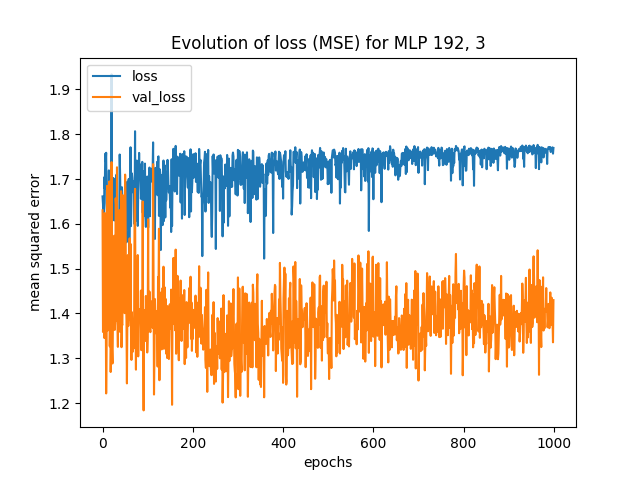 Evolution of loss (MSE) for MLP 192, 3
loss
val_loss
mean squared error
1.9
1.8
1.7
1.6
1.5
1.4
1.3
1.2
0 200 400 600 800 1000
epochs